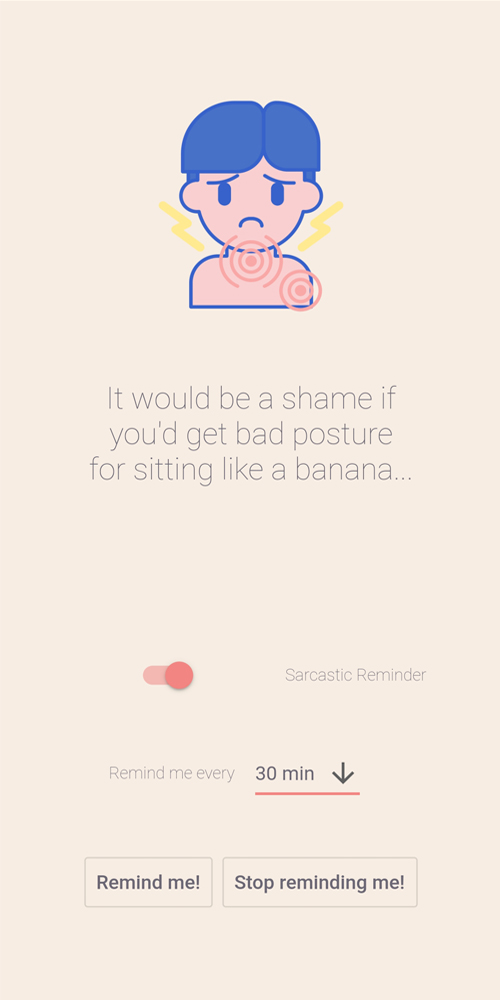 It would be a shame if
you'd get bad posture
for sitting like a banana...
Sarcastic Reminder
Remind me every 30 min
Remind me! Stop reminding me!